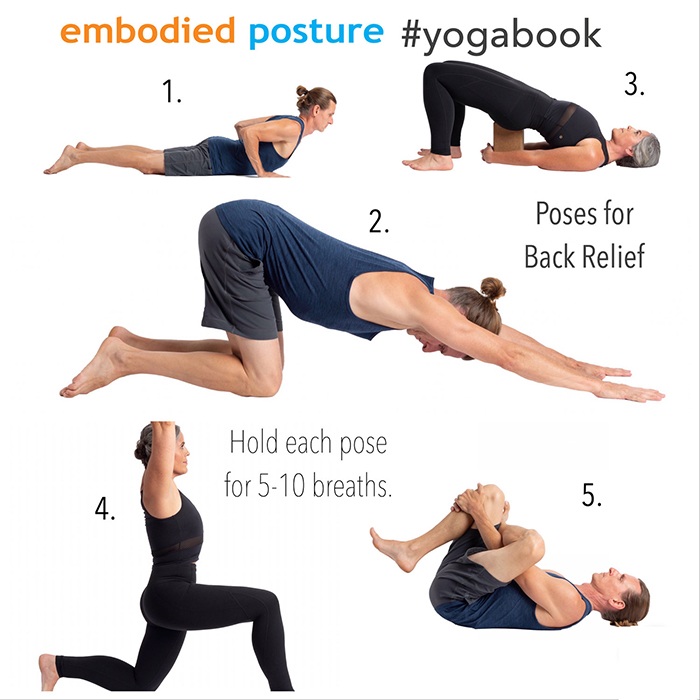 embodied posture #yogabook
1.
3.
2.
Poses for
Back Relief
Hold each pose
for 5-10 breaths.
4.
5.